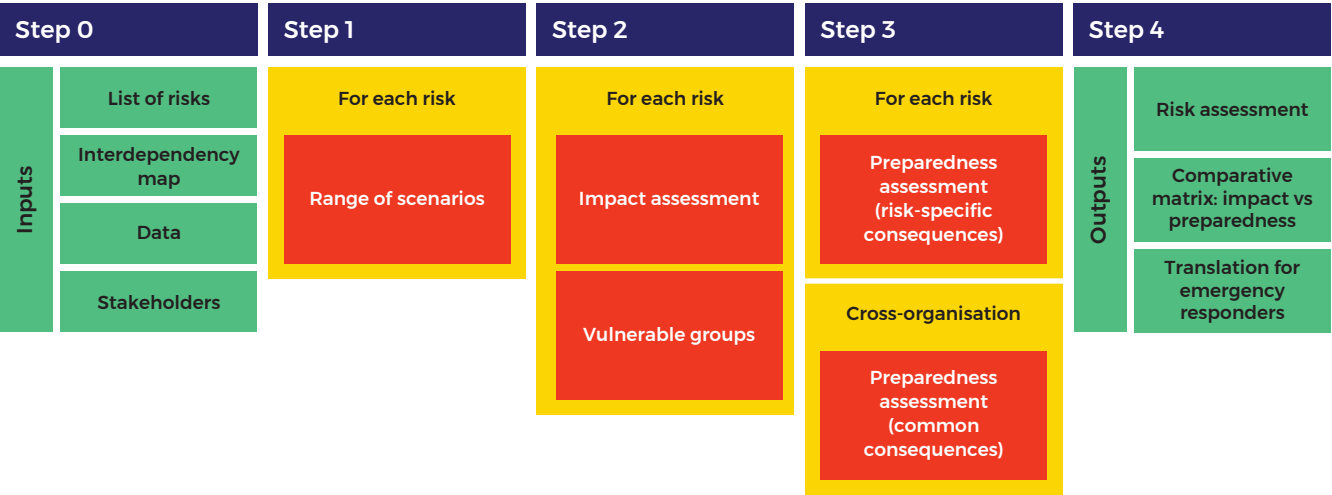 Step 0
Inputs
List of risks
Interdependency
map
Data
Stakeholders
Step 1
For each risk
Range of scenarios
Step 2
For each risk
Impact assessment
Vulnerable groups
Step 3
For each risk
Preparedness
assessment
(risk-specific
consequences)
Cross-organisation
Preparedness
assessment
(common
consequences)
Step 4
Outputs
Risk assessment
Comparative
matrix: impact vs
preparedness
Translation for
emergency
responders